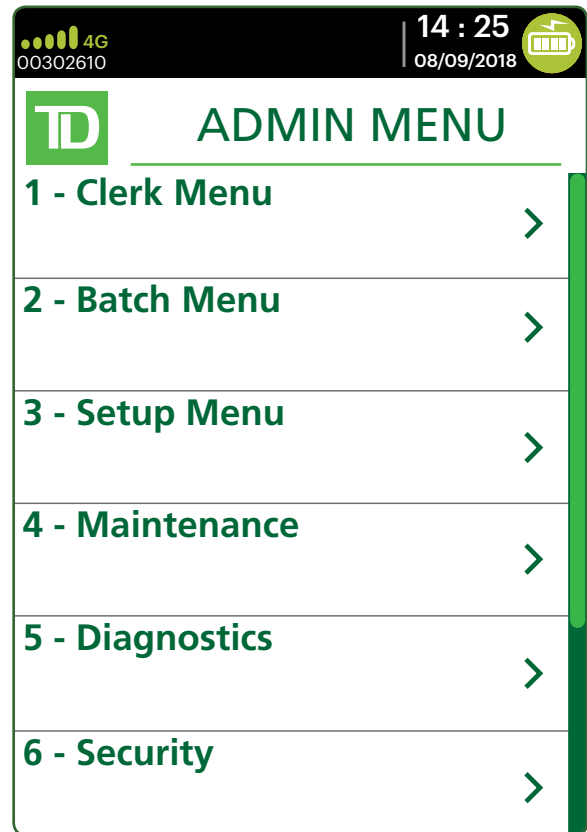 4G
00302610
14 : 25
08/09/2018
TD
ADMIN MENU
1 - Clerk Menu
2 - Batch Menu
3 - Setup Menu
4 - Maintenance
5 - Diagnostics
6 - Security